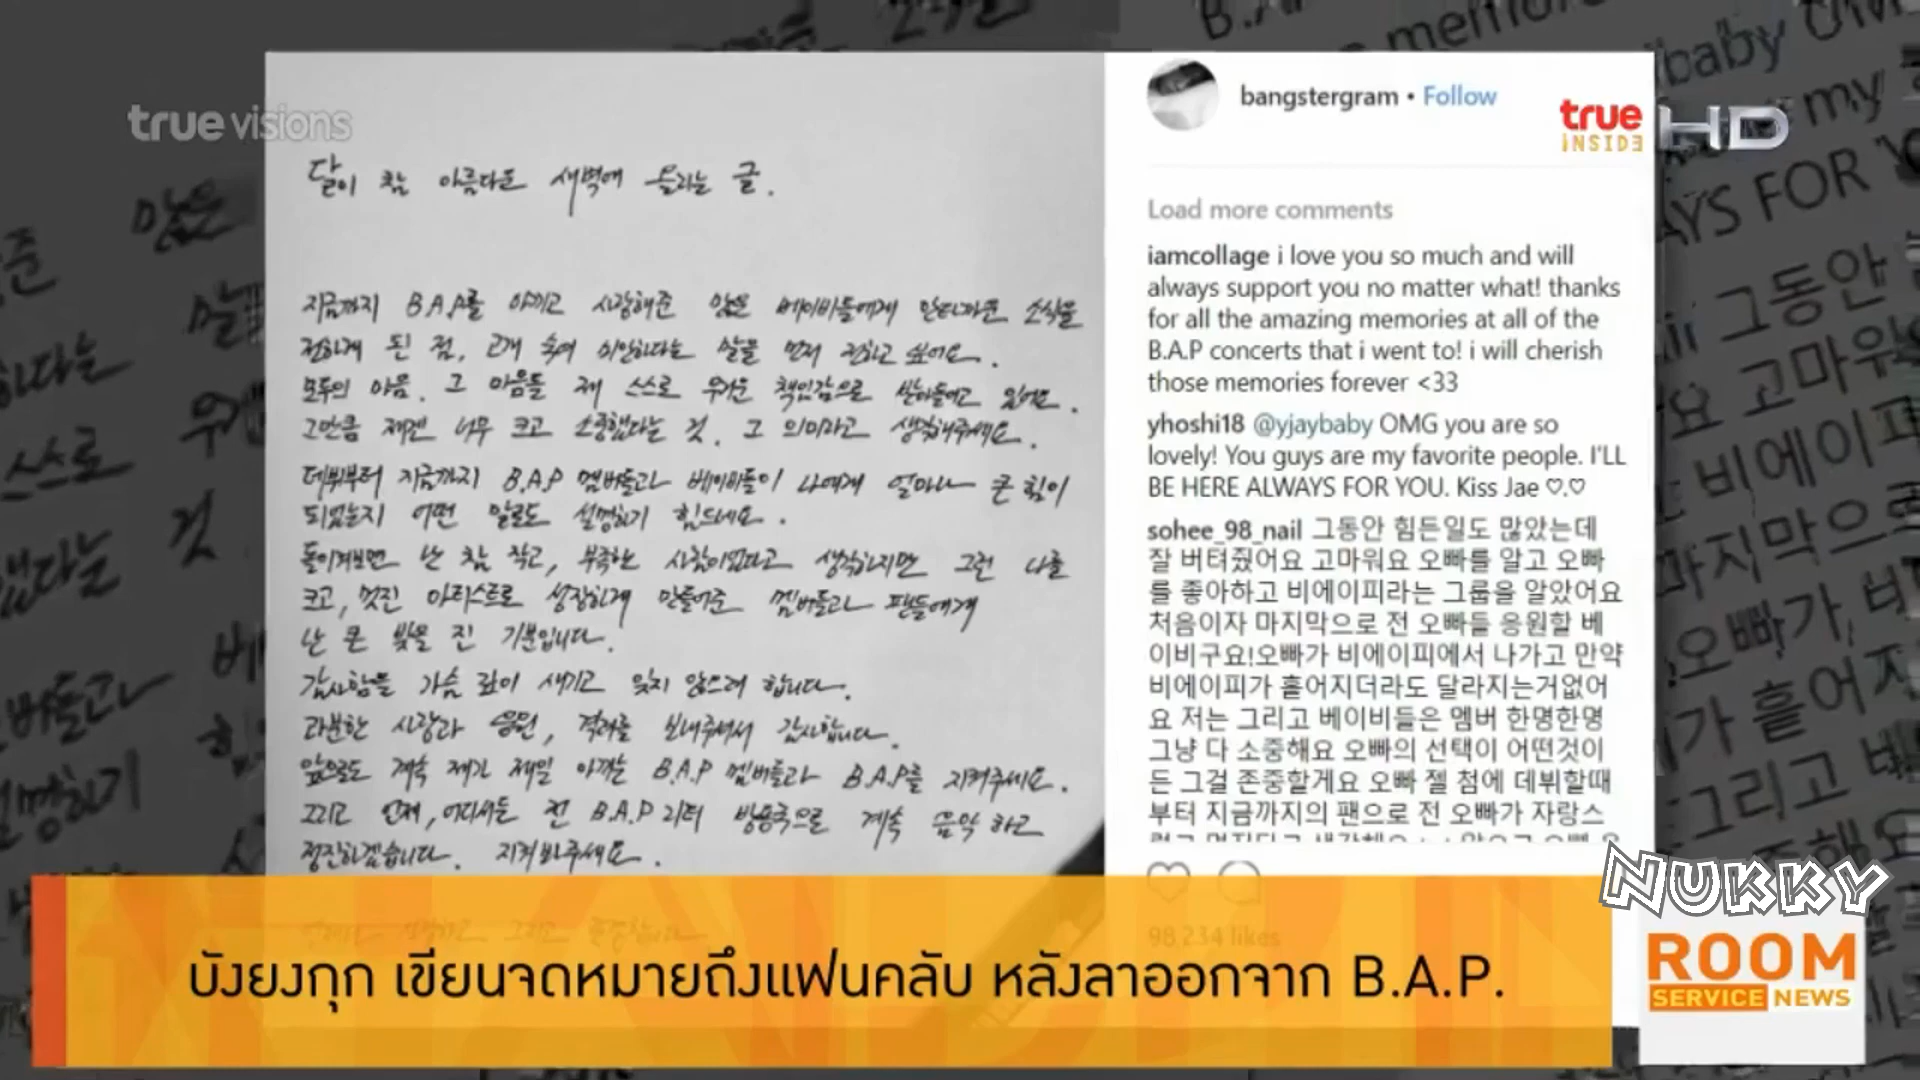 true visions
true
INSIDE
HD
달이 참 아름다운 새벽에 올리는 글.
지금까지 B.A.P를 아끼고 사랑해준 많은 베이비들에게 안타까운 소식을
전하게 된 점, 고개 숙여 미안하다는 말을 먼저 전하고 싶어요.
모두의 마음. 그 마음들 제 스스로 무거운 책임감으로 받아들이고 있어요.
그만큼 제겐 너무 크고 소중했다는 것. 그 의미라고 생각해주세요.
데뷔부터 지금까지 B.A.P 멤버들과 베이비들이 나에게 얼마나 큰 힘이
되었는지 어떤 말로도 설명하기 힘드네요.
돌이켜보면 난 참 작고, 부족한 사람이었다고 생각하지만 그런 나를
크고, 멋진 아티스트로 성장하게 만들어준 멤버들과 팬들에게
난 큰 빚을 진 기분입니다.
감사함을 가슴 깊이 새기고 잊지 않으려 합니다.
과분한 사랑과 응원, 격려를 보내주셔서 감사합니다.
앞으로도 계속 제가 제일 아끼는 B.A.P 멤버들과 B.A.P를 지켜주세요.
그리고 언제, 어디서든 전 B.A.P 리더 방용국으로 계속 음악 하고
정진하겠습니다. 지켜봐주세요.
bangstergram • Follow
Load more comments
iamcollage i love you so much and will
always support you no matter what! thanks
for all the amazing memories at all of the
B.A.P concerts that i went to! i will cherish
those memories forever <33
yhoshi18 @yjaybaby OMG you are so
lovely! You guys are my favorite people. I'LL
BE HERE ALWAYS FOR YOU. Kiss Jae ♡.♡
sohee_98_nail 그동안 힘든일도 많았는데
잘 버텨줬어요 고마워요 오빠를 알고 오빠
를 좋아하고 비에이피라는 그룹을 알았어요
처음이자 마지막으로 전 오빠들 응원할 베
이비구요!오빠가 비에이피에서 나가고 만약
비에이피가 흩어지더라도 달라지는거없어
요 저는 그리고 베이비들은 멤버 한명한명
그냥 다 소중해요 오빠의 선택이 어떤것이
든 그걸 존중할게요 오빠 젤 첨에 데뷔할때
부터 지금까지의 팬으로 전 오빠가 자랑스
98,234 likes
บังยงกุก เขียนจดหมายถึงแฟนคลับ หลังลาออกจาก B.A.P.
NUKKY
ROOM
SERVICE NEWS